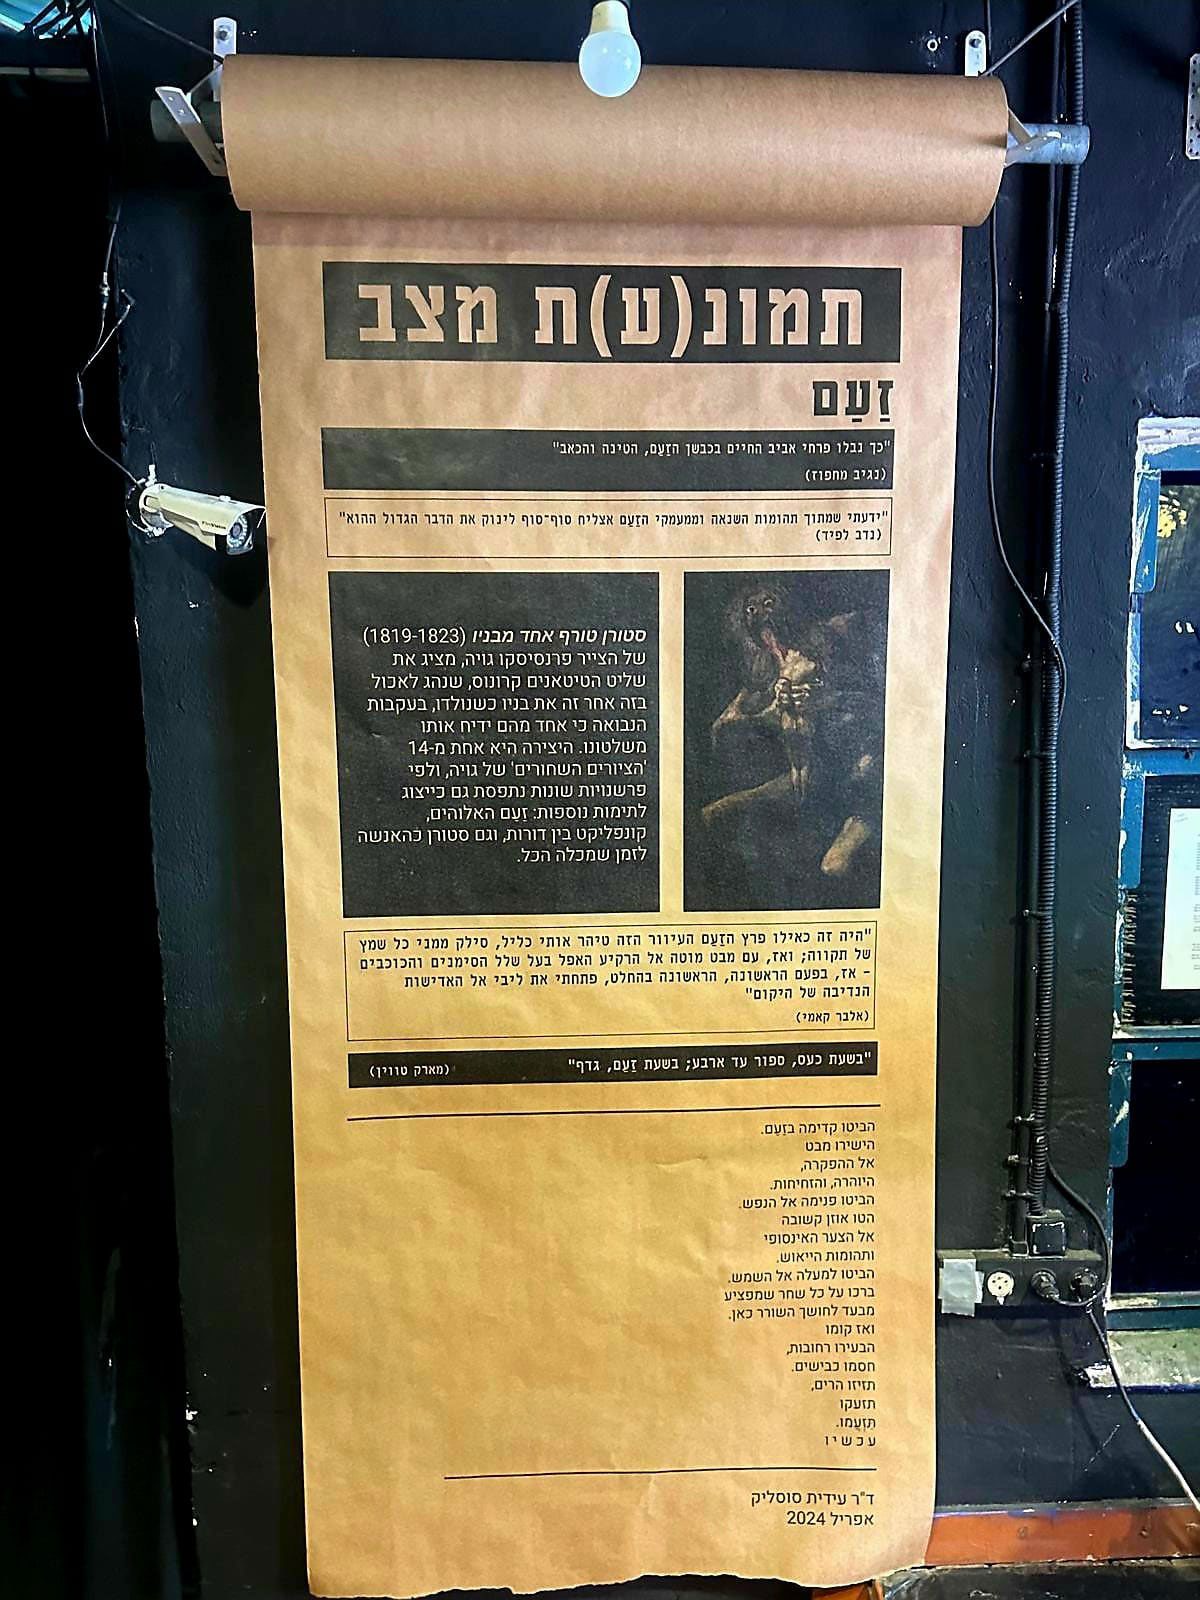 תמונ(ע)ת מצב
זַעַם
"כך נבלו פרחי אביב החיים בכבשן הזַעַם, הטינה והכאב"
(נגיב מחפוז)
"ידעתי שמתוך תהומות השנאה וממעמקי הזַעַם אצליח סוף־סוף לינוק את הדבר הגדול ההוא"
(נדב לפיד)
סטורן טורף אחד מבניו (1819-1823)
של הצייר פרנסיסקו גויה, מציג את
שליט הטיטאנים קרונוס, שנהג לאכול
בזה אחר זה את בניו כשנולדו, בעקבות
הנבואה כי אחד מהם ידיח אותו
משלטונו. היצירה היא אחת מ-14
'הציורים השחורים' של גויה, ולפי
פרשנויות שונות נתפסת גם כייצוג
לתימות נוספות: זַעַם האלוהים,
קונפליקט בין דורות, וגם סטורן כהאנשה
לזמן שמכלה הכל.
"היה זה כאילו פרץ הזַעַם העיוור הזה טיהר אותי כליל, סילק ממני כל שמץ
של תקווה; ואז, עם מבט מוטה אל הרקיע האפל בעל שלל הסימנים והכוכבים
– אז, בפעם הראשונה, הראשונה בהחלט, פתחתי את ליבי אל האדישות
הנדיבה של היקום"
(אלבר קאמי)
"בשעת כעס, ספור עד ארבע; בשעת זַעַם, גדף" (מארק טווין)
הביטו קדימה בזַעַם.
הישירו מבט
אל ההפקרה,
היוהרה, והזחיחות.
הביטו פנימה אל הנפש.
הטו אוזן קשובה
אל הצער האינסופי
ותהומות הייאוש.
הביטו למעלה אל השמש.
ברכו על כל שחר שמפציע
מבעד לחושך השורר כאן.
ואז קומו
הבעירו רחובות,
חסמו כבישים.
תזיזו הרים,
תזעקו
תִּזְעֲמוּ.
ע כ ש י ו
ד"ר עידית סוסליק
אפריל 2024